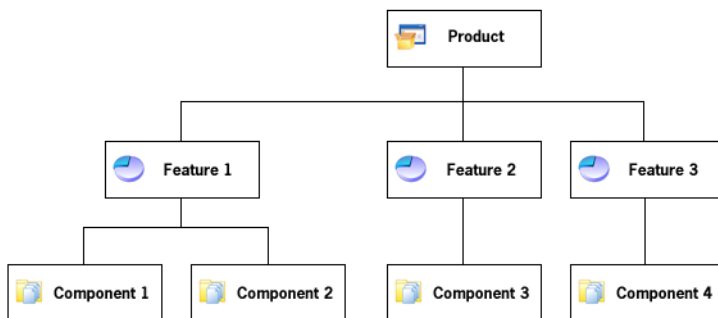 Product
Feature 1
Feature 2
Feature 3
Component 1
Component 2
Component 3
Component 4